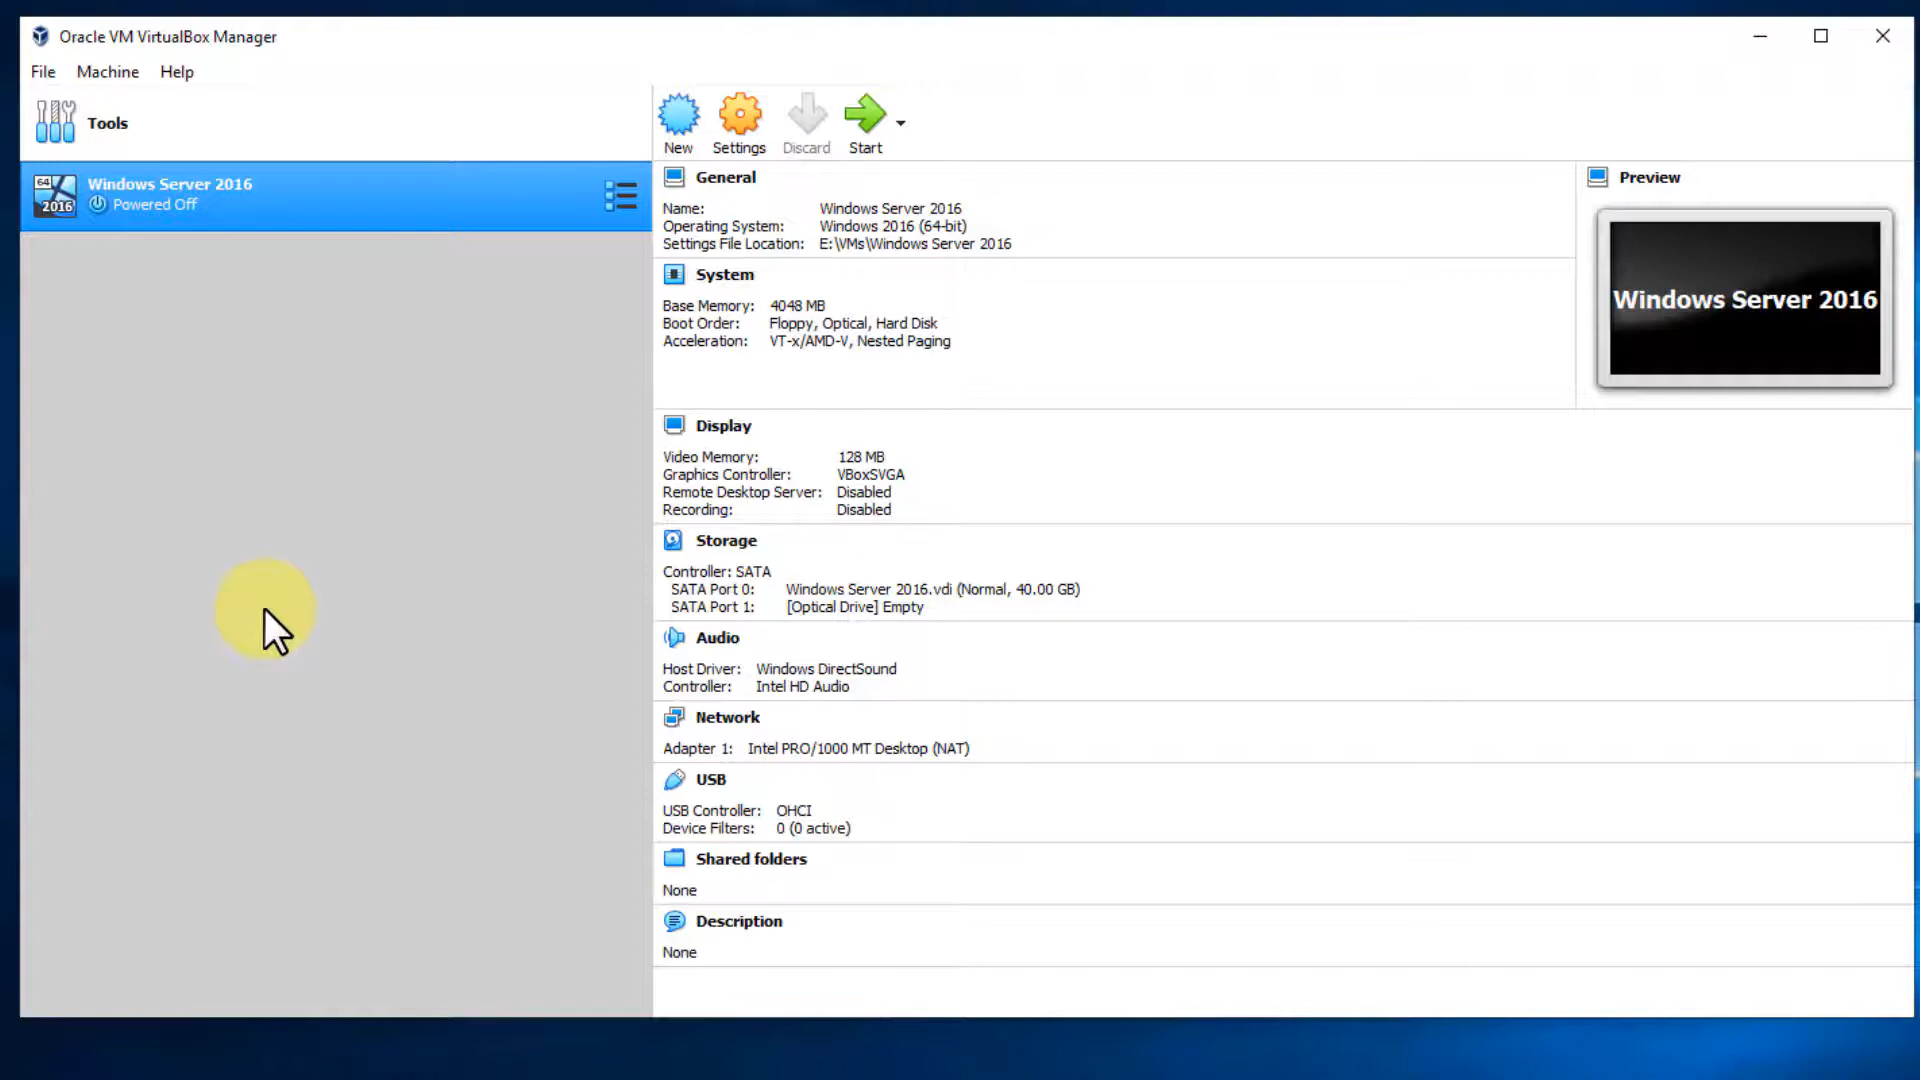 Oracle VM VirtualBox Manager
File Machine Help
Tools
New Settings Discard Start
64
2016
Windows Server 2016
Powered Off
General
Name: Windows Server 2016
Operating System: Windows 2016 (64-bit)
Settings File Location: E:\VMs\Windows Server 2016
Preview
Windows Server 2016
System
Base Memory: 4048 MB
Boot Order: Floppy, Optical, Hard Disk
Acceleration: VT-x/AMD-V, Nested Paging
Display
Video Memory: 128 MB
Graphics Controller: VBoxSVGA
Remote Desktop Server: Disabled
Recording: Disabled
Storage
Controller: SATA
SATA Port 0: Windows Server 2016.vdi (Normal, 40.00 GB)
SATA Port 1: [Optical Drive] Empty
Audio
Host Driver: Windows DirectSound
Controller: Intel HD Audio
Network
Adapter 1: Intel PRO/1000 MT Desktop (NAT)
USB
USB Controller: OHCI
Device Filters: 0 (0 active)
Shared folders
None
Description
None